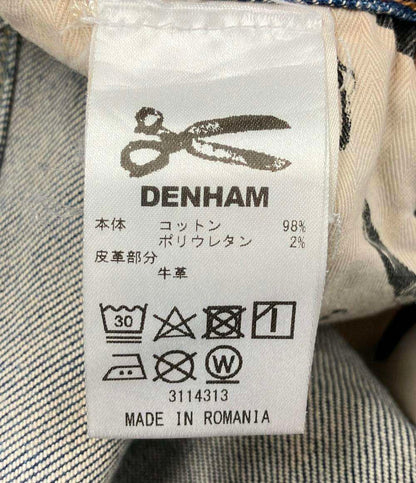 DENHAM
本体 コットン 98%
ポリウレタン 2%
皮革部分
牛革
30
W
3114313
MADE IN ROMANIA